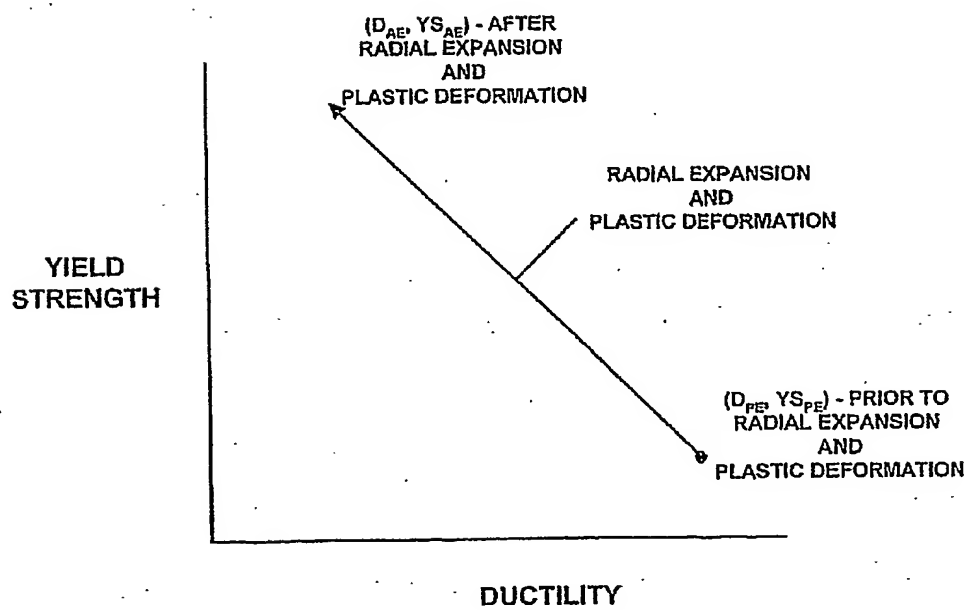 (D_AE, YS_AE) - AFTER
RADIAL EXPANSION
AND
PLASTIC DEFORMATION
RADIAL EXPANSION
AND
PLASTIC DEFORMATION
YIELD
STRENGTH
(D_PE, YS_PE) - PRIOR TO
RADIAL EXPANSION
AND
PLASTIC DEFORMATION
DUCTILITY